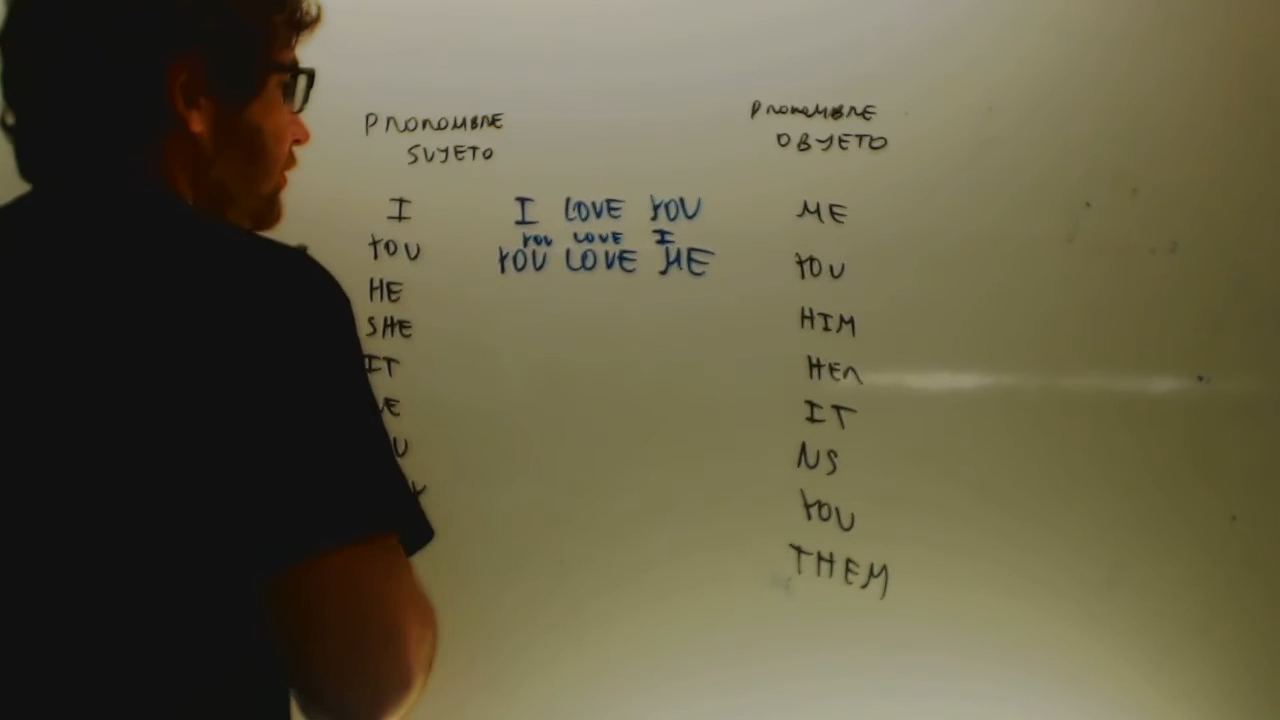 PRONOMBRE
SUJETO
I
YOU
HE
SHE
IT
I LOVE YOU
YOU LOVE I
YOU LOVE ME
PRONOMBRE
OBJETO
ME
YOU
HIM
HER
IT
US
YOU
THEM